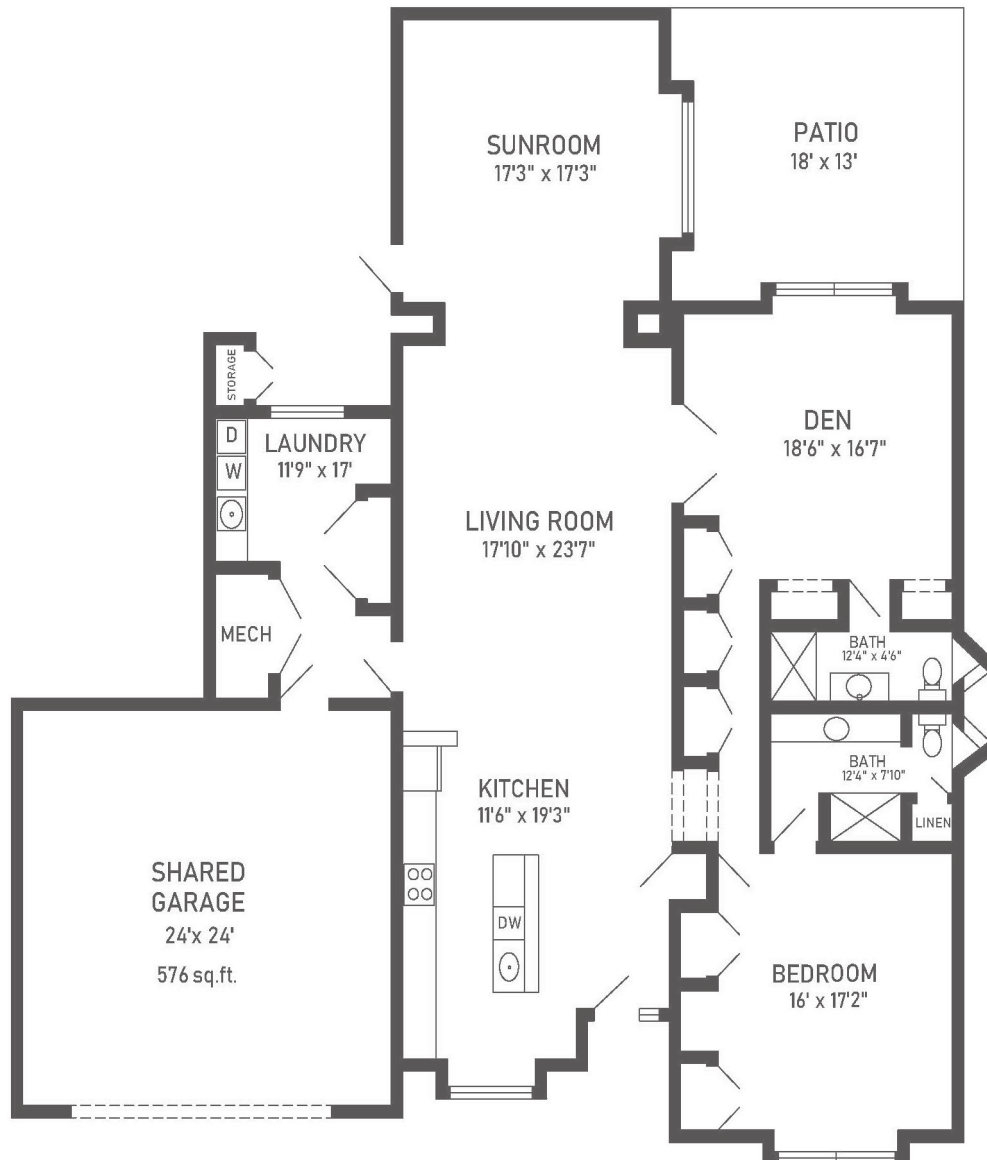 SUNROOM
17'3" x 17'3"
PATIO
18' x 13'
STORAGE
D
W
LAUNDRY
11'9" x 17'
DEN
18'6" x 16'7"
LIVING ROOM
17'10" x 23'7"
MECH
BATH
12'4" x 4'6"
BATH
12'4" x 7'10"
LINEN
KITCHEN
11'6" x 19'3"
DW
SHARED
GARAGE
24'x 24'
576 sq.ft.
BEDROOM
16' x 17'2"